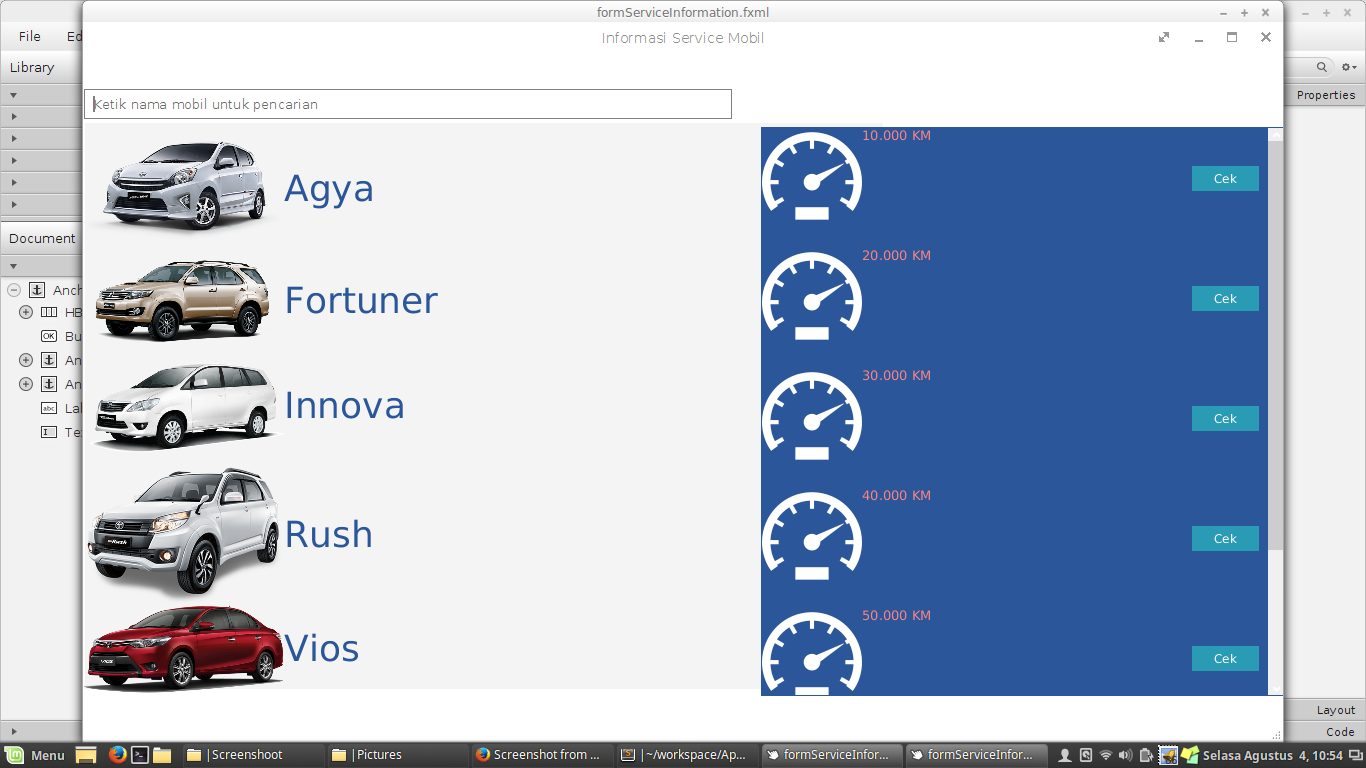 formServiceInformation.fxml
Informasi Service Mobil
File
Ed
Library
Properties
Ketik nama mobil untuk pencarian
Agya
Fortuner
Innova
Rush
Vios
10.000 KM
Cek
20.000 KM
Cek
30.000 KM
Cek
40.000 KM
Cek
50.000 KM
Cek
Document
Anch
HB
OK
Bu
An
An
abc
Lal
Te
Layout
Code
Menu
|Screenshoot
|Pictures
Screenshot from ...
|~/workspace/Ap...
formServiceInfor...
formServiceInfor...
Selasa Agustus 4, 10:54